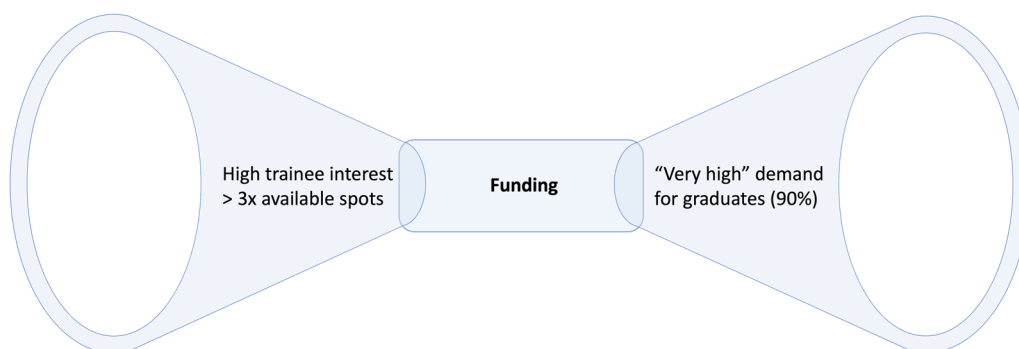 High trainee interest
> 3x available spots
Funding
“Very high” demand
for graduates (90%)